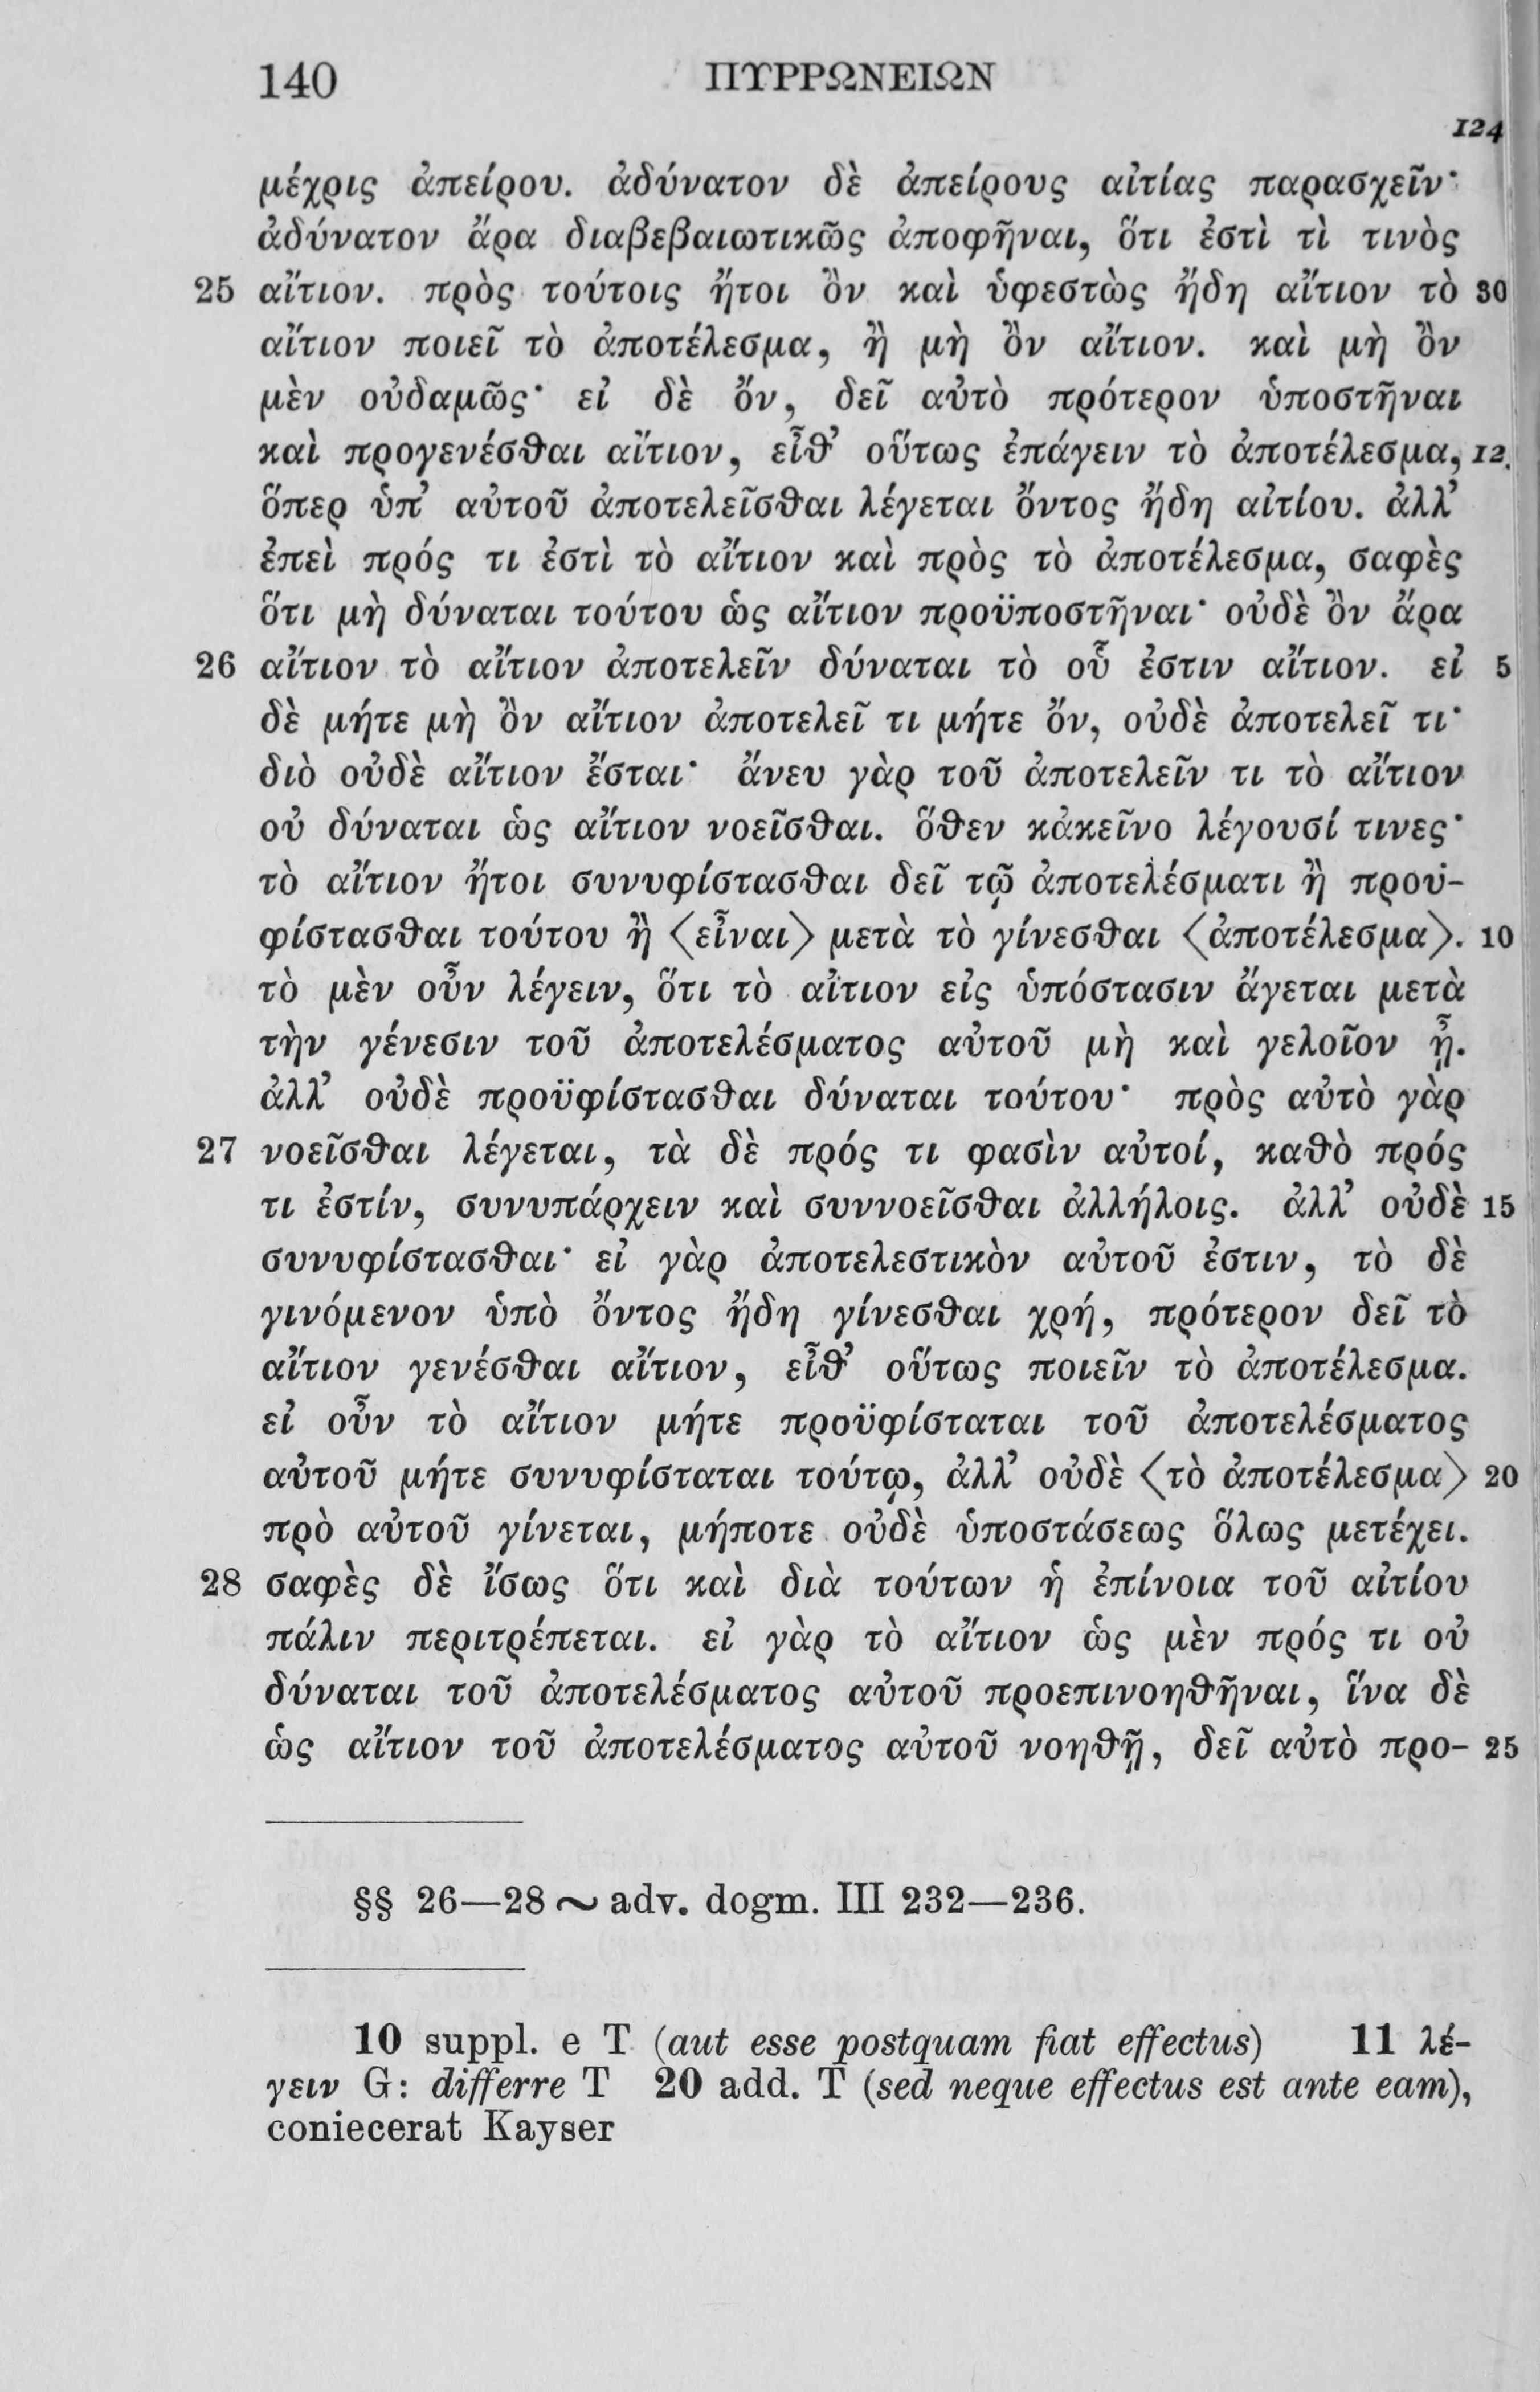 140 ΠΥΡΡΩΝΕΙΩΝ
124
μέχρις ἀπείρου. ἀδύνατον δὲ ἀπείρους αἰτίας παρασχεῖν·
ἀδύνατον ἄρα διαβεβαιωτικῶς ἀποφῆναι, ὅτι ἐστὶ τὶ τινὸς
25 αἴτιον. πρὸς τούτοις ἤτοι ὂν καὶ ὑφεστὼς ἤδη αἴτιον τὸ 30
αἴτιον ποιεῖ τὸ ἀποτέλεσμα, ἢ μὴ ὂν αἴτιον. καὶ μὴ ὂν
μὲν οὐδαμῶς· εἰ δὲ ὄν, δεῖ αὐτὸ πρότερον ὑποστῆναι
καὶ προγενέσθαι αἴτιον, εἶθ’ οὕτως ἐπάγειν τὸ ἀποτέλεσμα, 12
ὅπερ ὑπ’ αὐτοῦ ἀποτελεῖσθαι λέγεται ὄντος ἤδη αἰτίου. ἀλλ’
ἐπεὶ πρός τι ἐστὶ τὸ αἴτιον καὶ πρὸς τὸ ἀποτέλεσμα, σαφὲς
ὅτι μὴ δύναται τούτου ὡς αἴτιον προϋποστῆναι· οὐδὲ ὂν ἄρα
26 αἴτιον τὸ αἴτιον ἀποτελεῖν δύναται τὸ οὗ ἐστιν αἴτιον. εἰ 5
δὲ μήτε μὴ ὂν αἴτιον ἀποτελεῖ τι μήτε ὄν, οὐδὲ ἀποτελεῖ τι·
διὸ οὐδὲ αἴτιον ἔσται· ἄνευ γὰρ τοῦ ἀποτελεῖν τι τὸ αἴτιον
οὐ δύναται ὡς αἴτιον νοεῖσθαι. ὅθεν κἀκεῖνο λέγουσί τινες·
τὸ αἴτιον ἤτοι συνυφίστασθαι δεῖ τῷ ἀποτελέσματι ἢ προϋ-
φίστασθαι τούτου ἢ 〈εἶναι〉 μετὰ τὸ γίνεσθαι 〈ἀποτέλεσμα〉. 10
τὸ μὲν οὖν λέγειν, ὅτι τὸ αἴτιον εἰς ὑπόστασιν ἄγεται μετὰ
τὴν γένεσιν τοῦ ἀποτελέσματος αὐτοῦ μὴ καὶ γελοῖον ᾖ.
ἀλλ’ οὐδὲ προϋφίστασθαι δύναται τούτου· πρὸς αὐτὸ γὰρ
27 νοεῖσθαι λέγεται, τὰ δὲ πρός τι φασὶν αὐτοί, καθὸ πρός
τι ἐστίν, συνυπάρχειν καὶ συννοεῖσθαι ἀλλήλοις. ἀλλ’ οὐδὲ 15
συνυφίστασθαι· εἰ γὰρ ἀποτελεστικὸν αὐτοῦ ἐστιν, τὸ δὲ
γινόμενον ὑπὸ ὄντος ἤδη γίνεσθαι χρή, πρότερον δεῖ τὸ
αἴτιον γενέσθαι αἴτιον, εἶθ’ οὕτως ποιεῖν τὸ ἀποτέλεσμα.
εἰ οὖν τὸ αἴτιον μήτε προϋφίσταται τοῦ ἀποτελέσματος
αὐτοῦ μήτε συνυφίσταται τούτῳ, ἀλλ’ οὐδὲ 〈τὸ ἀποτέλεσμα〉 20
πρὸ αὐτοῦ γίνεται, μήποτε οὐδὲ ὑποστάσεως ὅλως μετέχει.
28 σαφὲς δὲ ἴσως ὅτι καὶ διὰ τούτων ἡ ἐπίνοια τοῦ αἰτίου
πάλιν περιτρέπεται. εἰ γὰρ τὸ αἴτιον ὡς μὲν πρός τι οὐ
δύναται τοῦ ἀποτελέσματος αὐτοῦ προεπινοηθῆναι, ἵνα δὲ
ὡς αἴτιον τοῦ ἀποτελέσματος αὐτοῦ νοηθῇ, δεῖ αὐτὸ προ- 25
§§ 26—28 ~ adv. dogm. III 232—236.
10 suppl. e T (aut esse postquam fiat effectus) 11 λέ-
γειν G: differre T 20 add. T (sed neque effectus est ante eam),
coniecerat Kayser